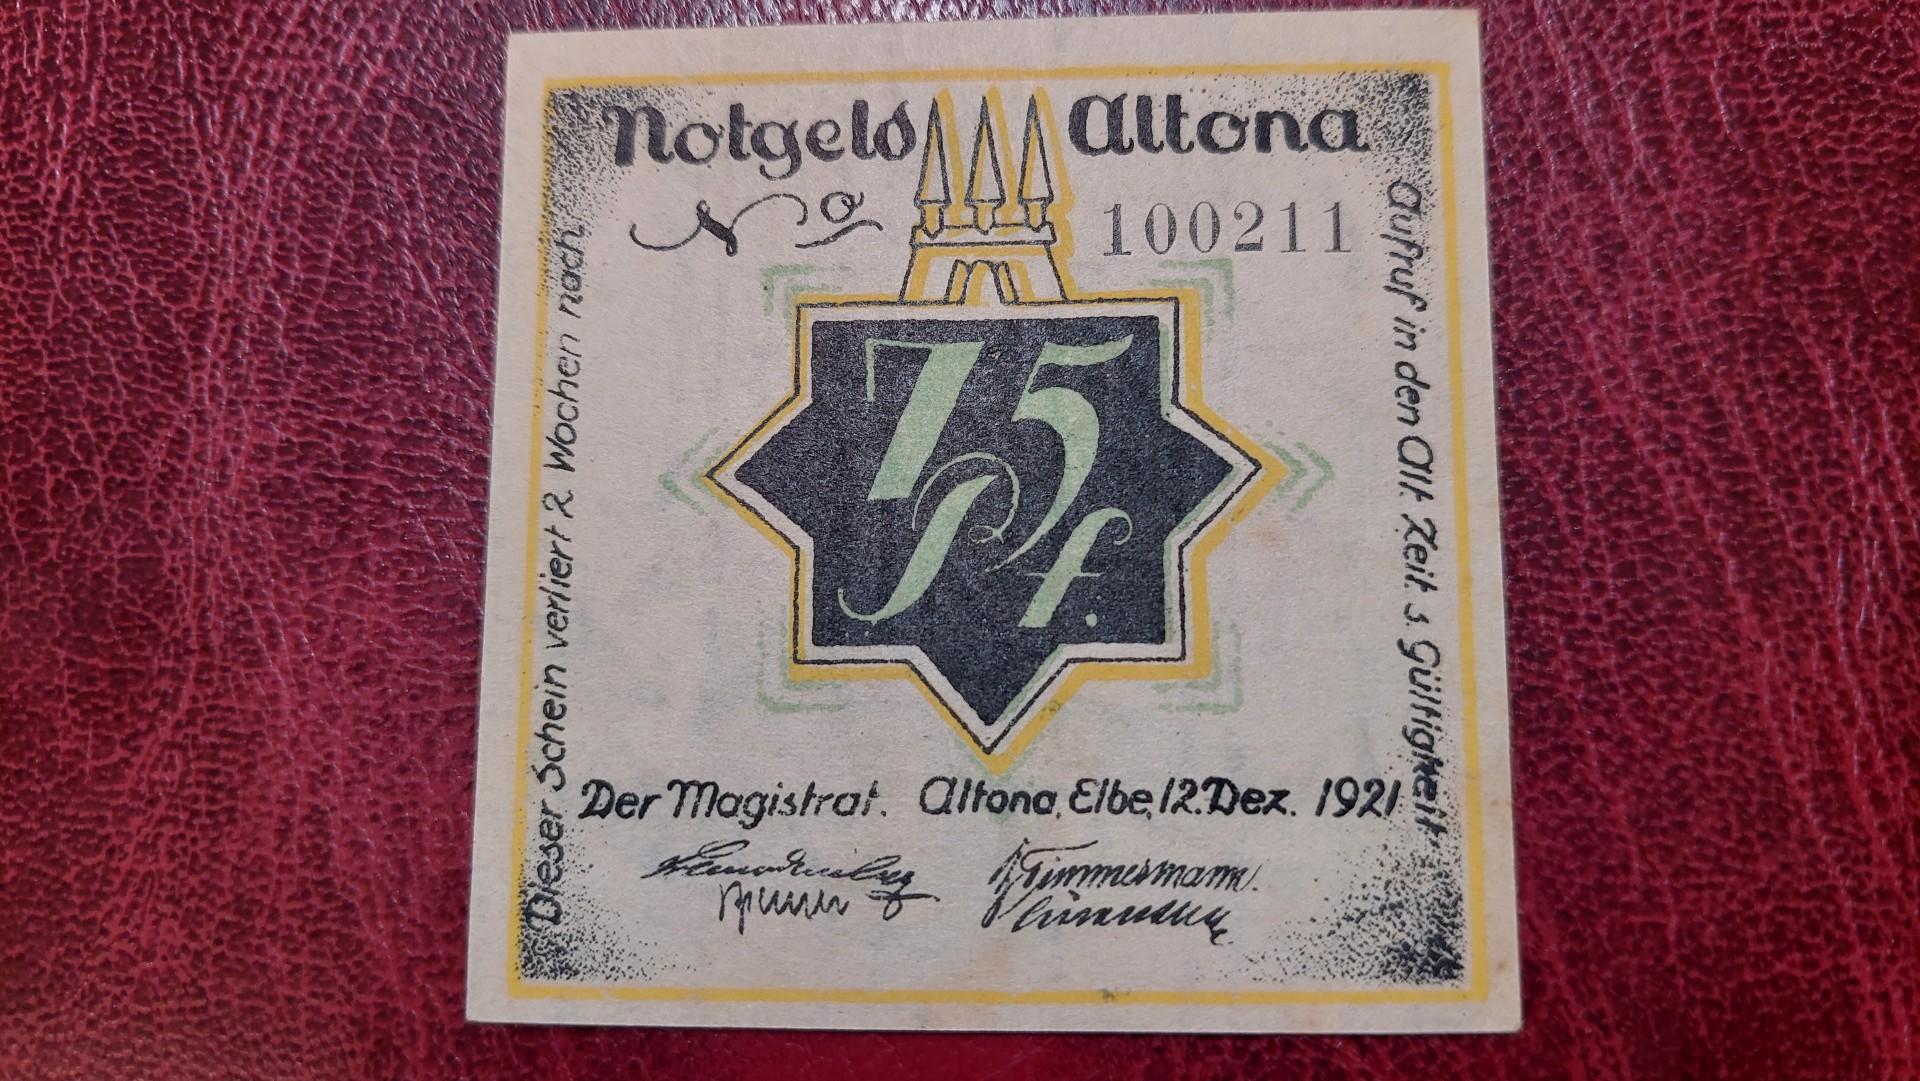 Notgeld Altona
No 100211
Dieser Schein verliert 2 Wochen nach
Aufruf in den Alt. Zeit. s. Gültigkeit.
75
Pf.
Der Magistrat. Altona, Elbe, 12. Dez. 1921
Timmermann